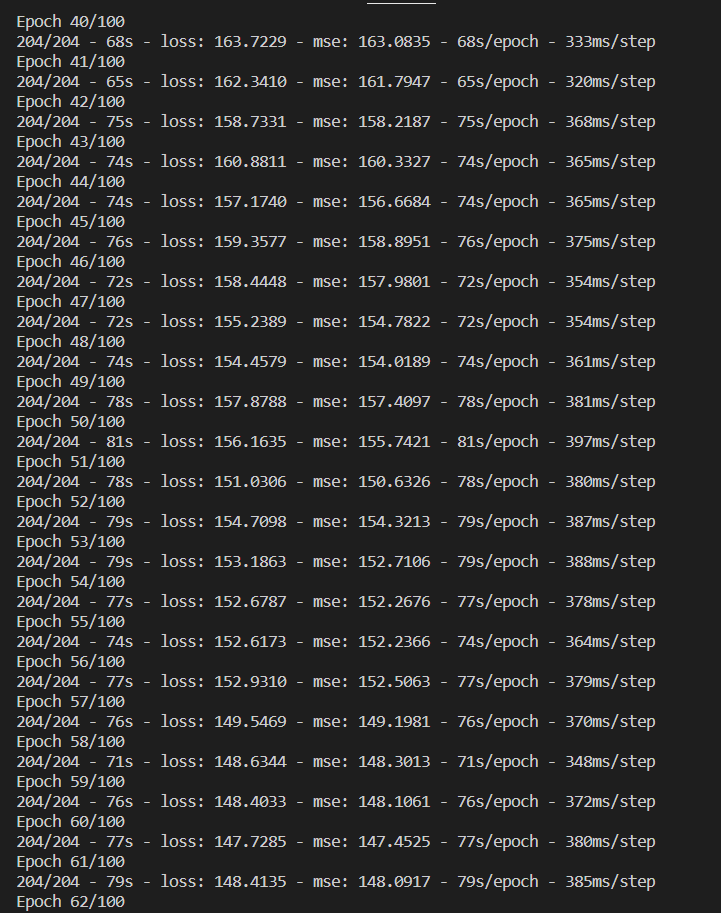 Epoch 40/100
204/204 - 68s - loss: 163.7229 - mse: 163.0835 - 68s/epoch - 333ms/step
Epoch 41/100
204/204 - 65s - loss: 162.3410 - mse: 161.7947 - 65s/epoch - 320ms/step
Epoch 42/100
204/204 - 75s - loss: 158.7331 - mse: 158.2187 - 75s/epoch - 368ms/step
Epoch 43/100
204/204 - 74s - loss: 160.8811 - mse: 160.3327 - 74s/epoch - 365ms/step
Epoch 44/100
204/204 - 74s - loss: 157.1740 - mse: 156.6684 - 74s/epoch - 365ms/step
Epoch 45/100
204/204 - 76s - loss: 159.3577 - mse: 158.8951 - 76s/epoch - 375ms/step
Epoch 46/100
204/204 - 72s - loss: 158.4448 - mse: 157.9801 - 72s/epoch - 354ms/step
Epoch 47/100
204/204 - 72s - loss: 155.2389 - mse: 154.7822 - 72s/epoch - 354ms/step
Epoch 48/100
204/204 - 74s - loss: 154.4579 - mse: 154.0189 - 74s/epoch - 361ms/step
Epoch 49/100
204/204 - 78s - loss: 157.8788 - mse: 157.4097 - 78s/epoch - 381ms/step
Epoch 50/100
204/204 - 81s - loss: 156.1635 - mse: 155.7421 - 81s/epoch - 397ms/step
Epoch 51/100
204/204 - 78s - loss: 151.0306 - mse: 150.6326 - 78s/epoch - 380ms/step
Epoch 52/100
204/204 - 79s - loss: 154.7098 - mse: 154.3213 - 79s/epoch - 387ms/step
Epoch 53/100
204/204 - 79s - loss: 153.1863 - mse: 152.7106 - 79s/epoch - 388ms/step
Epoch 54/100
204/204 - 77s - loss: 152.6787 - mse: 152.2676 - 77s/epoch - 378ms/step
Epoch 55/100
204/204 - 74s - loss: 152.6173 - mse: 152.2366 - 74s/epoch - 364ms/step
Epoch 56/100
204/204 - 77s - loss: 152.9310 - mse: 152.5063 - 77s/epoch - 379ms/step
Epoch 57/100
204/204 - 76s - loss: 149.5469 - mse: 149.1981 - 76s/epoch - 370ms/step
Epoch 58/100
204/204 - 71s - loss: 148.6344 - mse: 148.3013 - 71s/epoch - 348ms/step
Epoch 59/100
204/204 - 76s - loss: 148.4033 - mse: 148.1061 - 76s/epoch - 372ms/step
Epoch 60/100
204/204 - 77s - loss: 147.7285 - mse: 147.4525 - 77s/epoch - 380ms/step
Epoch 61/100
204/204 - 79s - loss: 148.4135 - mse: 148.0917 - 79s/epoch - 385ms/step
Epoch 62/100